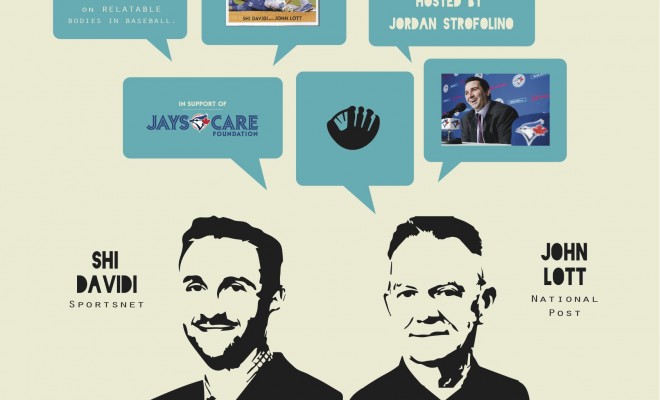 ON RELATABLE
BODIES IN BASEBALL.
SHI DAVIDI and JOHN LOTT
HOSTED BY
JORDAN STROFOLINO
IN SUPPORT OF
JAYS CARE
FOUNDATION
SHI
DAVIDI
SPORTSNET
JOHN
LOTT
NATIONAL
POST